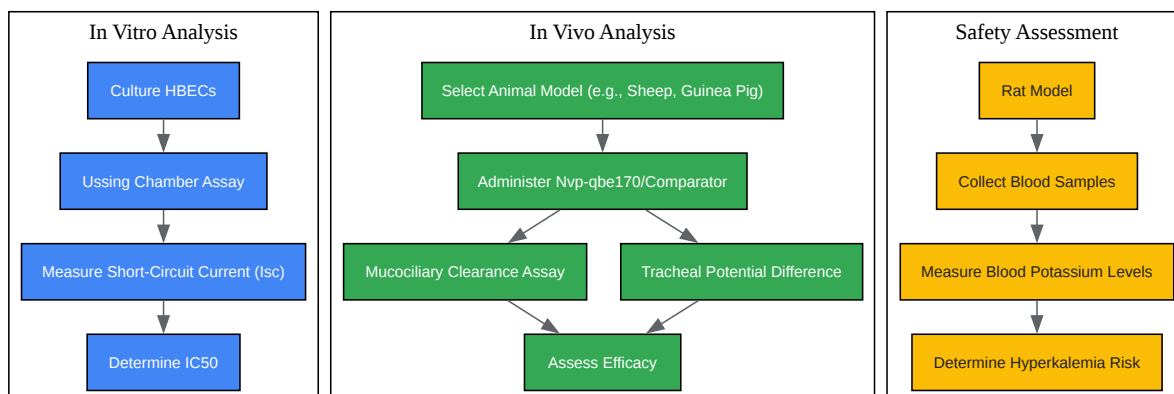 In Vitro Analysis
Culture HBECs
Ussing Chamber Assay
Measure Short-Circuit Current (Isc)
Determine IC50
In Vivo Analysis
Select Animal Model (e.g., Sheep, Guinea Pig)
Administer Nvp-qbe170/Comparator
Mucociliary Clearance Assay
Tracheal Potential Difference
Assess Efficacy
Safety Assessment
Rat Model
Collect Blood Samples
Measure Blood Potassium Levels
Determine Hyperkalemia Risk